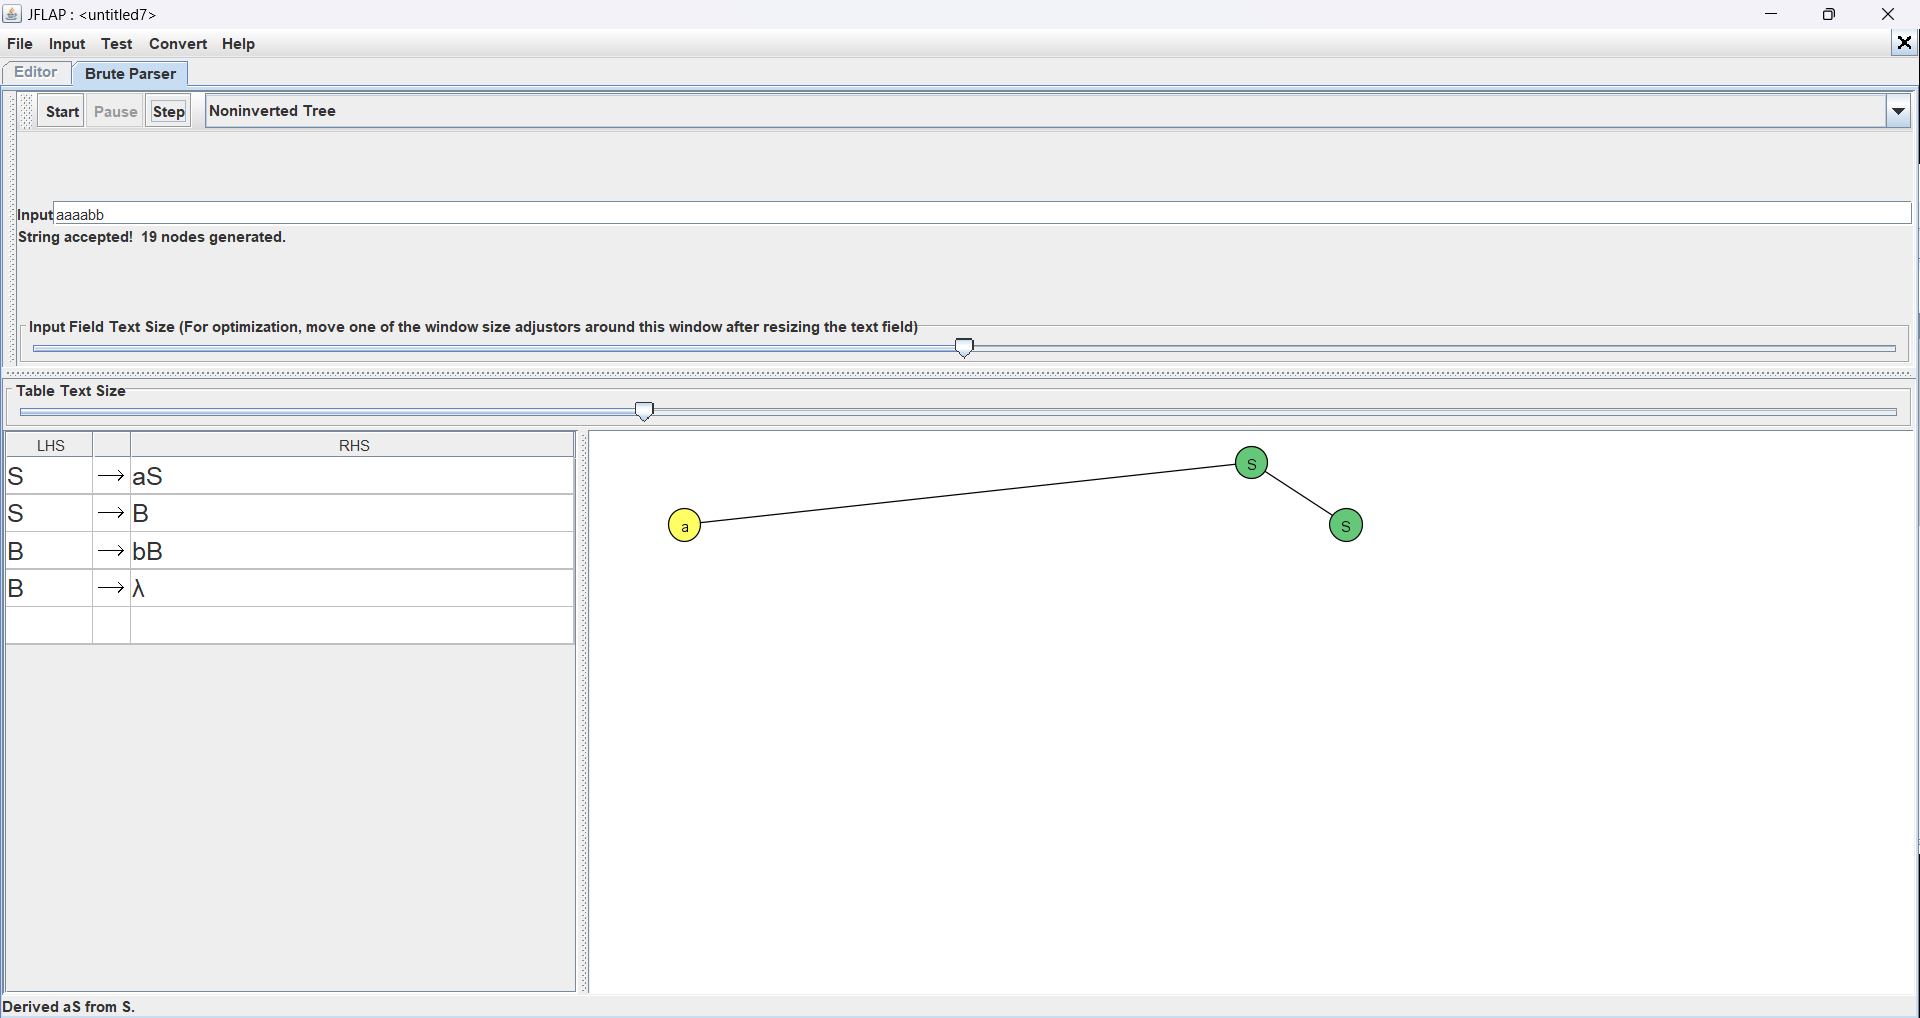 JFLAP : <untitled7>
File Input Test Convert Help
Editor Brute Parser
Start Pause Step Noninverted Tree
Input aaaabb
String accepted! 19 nodes generated.
Input Field Text Size (For optimization, move one of the window size adjustors around this window after resizing the text field)
Table Text Size
LHS RHS
S → aS
S → B
B → bB
B → λ
S
a S
Derived aS from S.